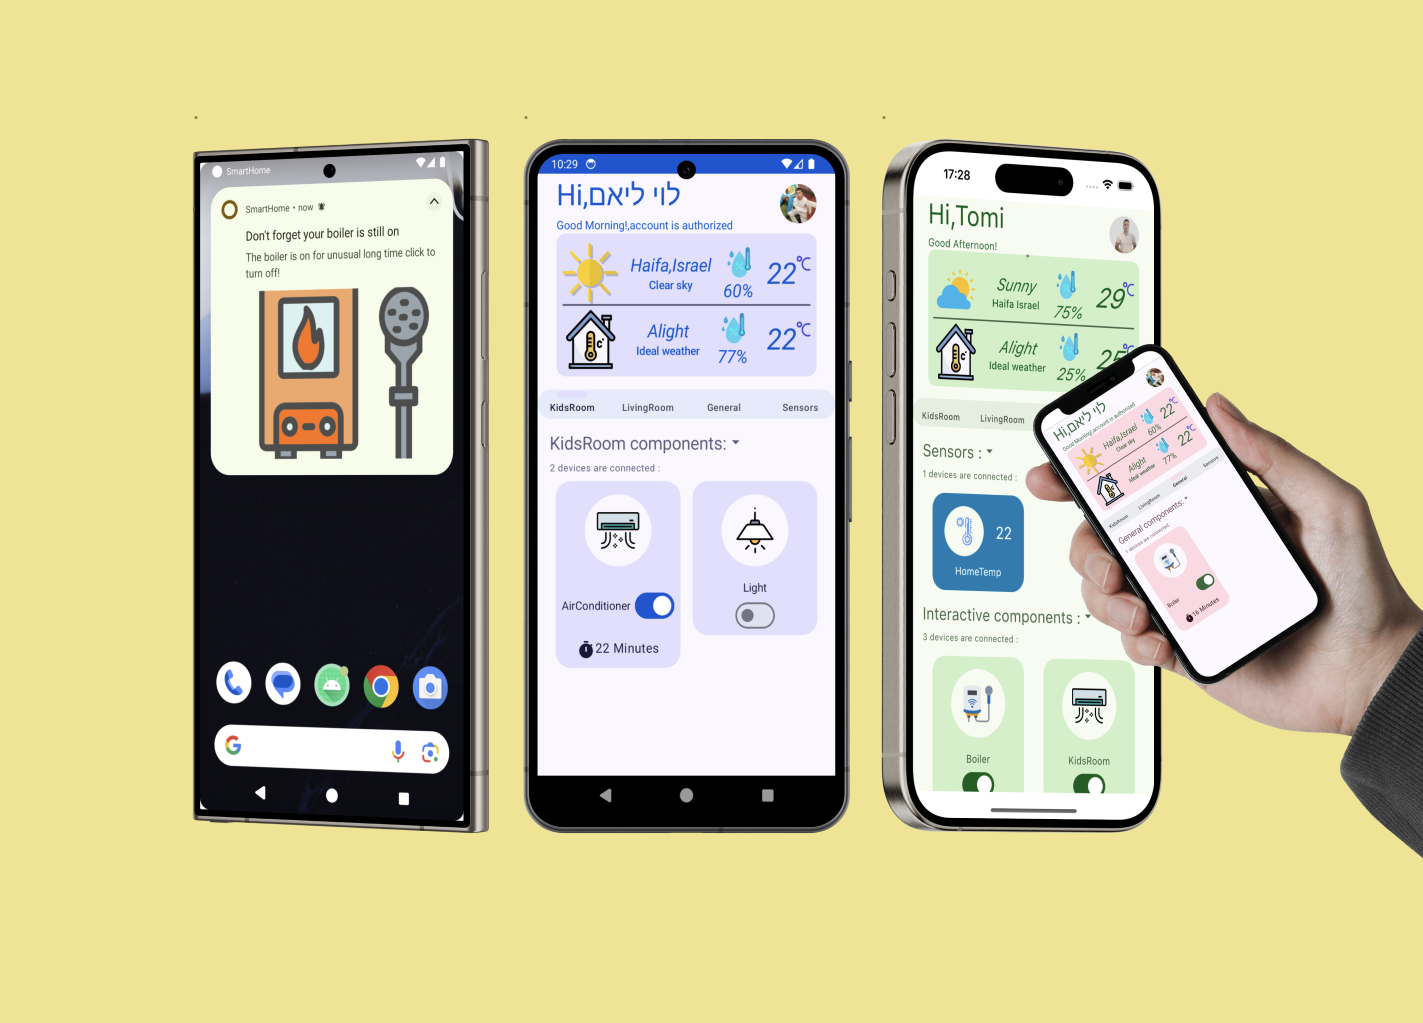 SmartHome
SmartHome • now
Don't forget your boiler is still on
The boiler is on for unusual long time click to
turn off!
10:29
Hi,לוי ליאם
Good Morning!,account is authorized
Haifa,Israel
Clear sky
60%
22°C
Alight
Ideal weather
77%
22°C
KidsRoom LivingRoom General Sensors
KidsRoom components:
2 devices are connected :
AirConditioner
22 Minutes
Light
17:28
Hi,Tomi
Good Afternoon!
Sunny
Haifa Israel
75%
29°C
Alight
Ideal weather
25%
KidsRoom LivingRoom
Sensors :
1 devices are connected :
22
HomeTemp
Interactive components :
3 devices are connected :
Boiler
KidsRoom
Hi,לוי ליאם
Good Morning!,account is authorized
Haifa,Israel
Clear sky
60%
22°C
Alight
Ideal weather
77%
22°C
KidsRoom LivingRoom General Sensors
General components:
1 devices are connected :
Boiler
16 Minutes